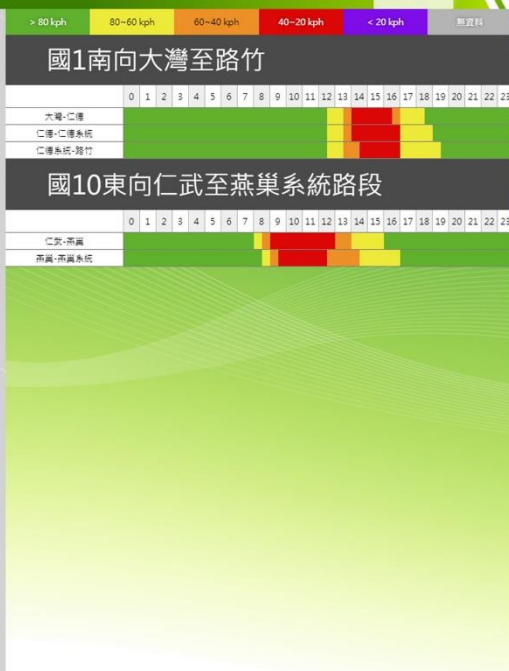 > 80 kph 80~60 kph 60~40 kph 40~20 kph < 20 kph 無資料
國1南向大灣至路竹
0 1 2 3 4 5 6 7 8 9 10 11 12 13 14 15 16 17 18 19 20 21 22 23
大灣-仁德
仁德-仁德系統
仁德系統-路竹
國10東向仁武至燕巢系統路段
0 1 2 3 4 5 6 7 8 9 10 11 12 13 14 15 16 17 18 19 20 21 22 23
仁武-燕巢
燕巢-燕巢系統